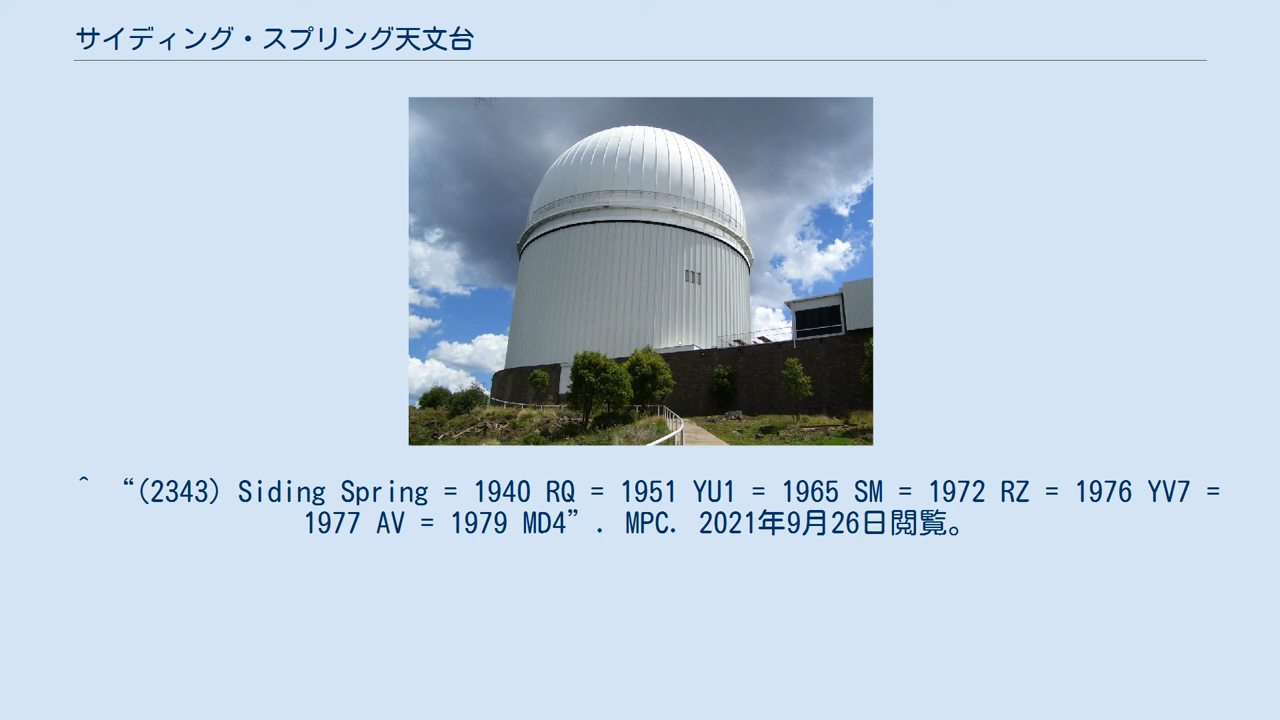 サイディング・スプリング天文台
^ “(2343) Siding Spring = 1940 RQ = 1951 YU1 = 1965 SM = 1972 RZ = 1976 YV7 =
1977 AV = 1979 MD4”. MPC. 2021年9月26日閲覧。